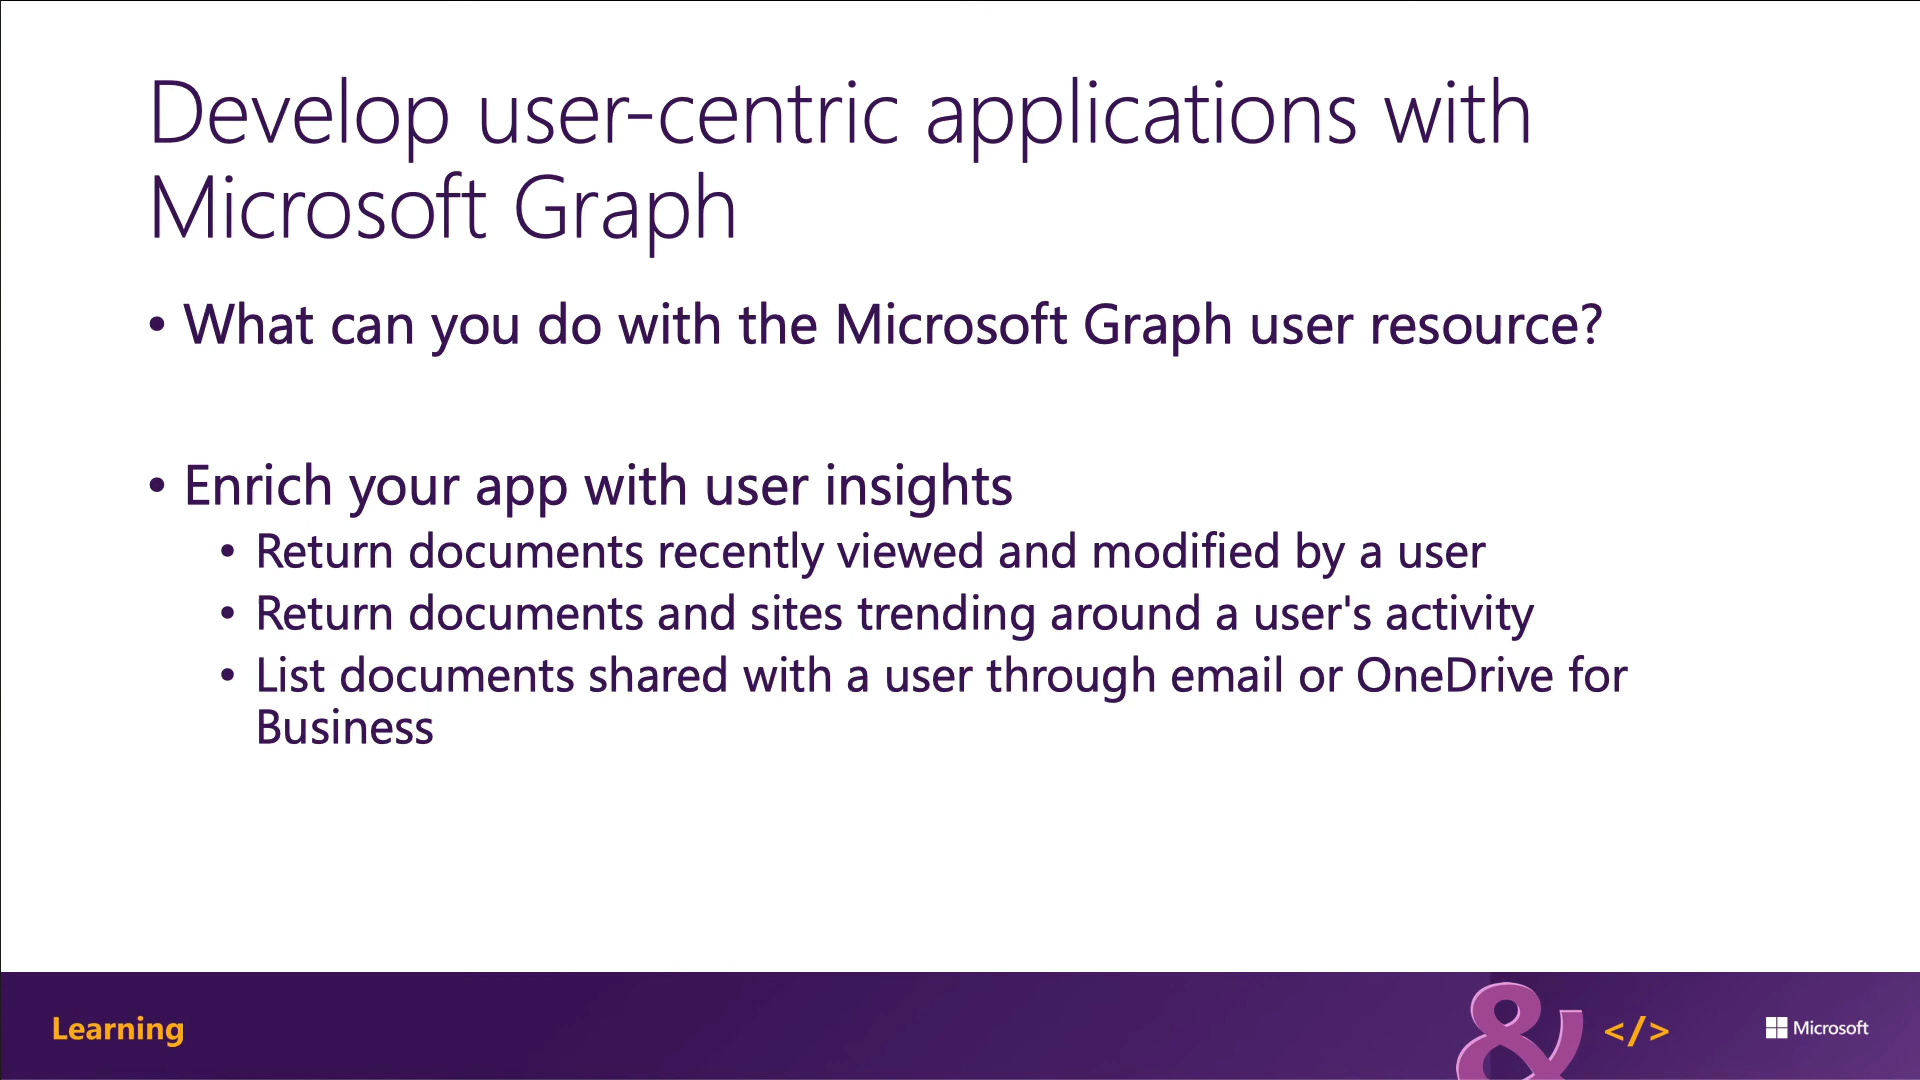 Develop user-centric applications with
Microsoft Graph
• What can you do with the Microsoft Graph user resource?
• Enrich your app with user insights
• Return documents recently viewed and modified by a user
• Return documents and sites trending around a user's activity
• List documents shared with a user through email or OneDrive for
Business
Learning
& </>
Microsoft